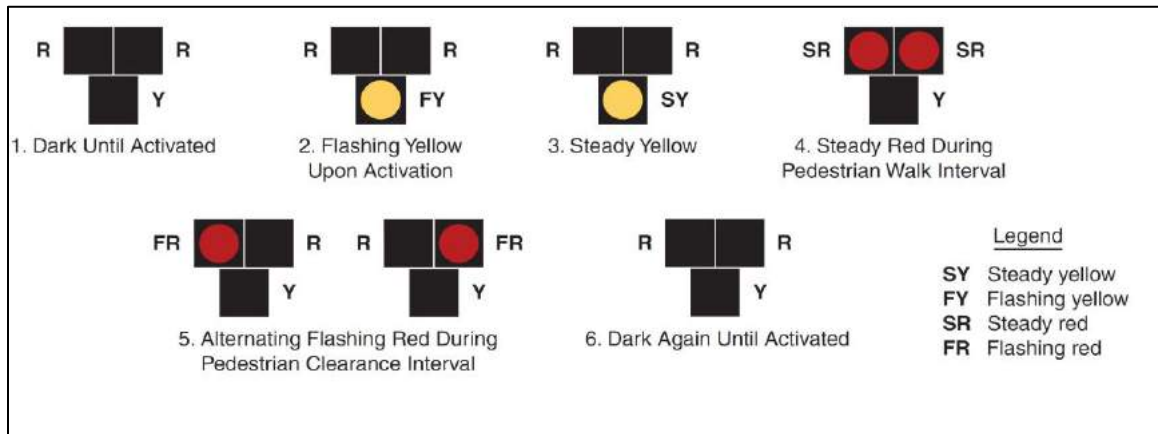 R R R R R R SR SR
Y FY SY Y
1. Dark Until Activated
2. Flashing Yellow
Upon Activation
3. Steady Yellow
4. Steady Red During
Pedestrian Walk Interval
FR R R FR
Y Y
5. Alternating Flashing Red During
Pedestrian Clearance Interval
R R
Y
6. Dark Again Until Activated
Legend
SY Steady yellow
FY Flashing yellow
SR Steady red
FR Flashing red